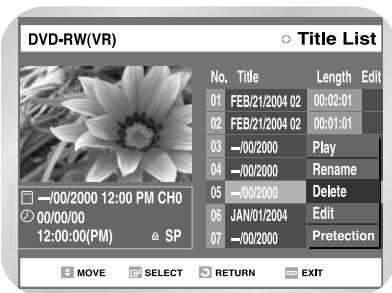 DVD-RW(VR) Title List
No. Title Length Edit
01 FEB/21/2004 02 00:02:01
02 FEB/21/2004 02 00:01:01
03 —/00/2000 Play
04 —/00/2000 Rename
05 —/00/2000 Delete
06 JAN/01/2004 Edit
07 —/00/2000 Pretection
—/00/2000 12:00 PM CH0
00/00/00
12:00:00(PM) SP
MOVE SELECT RETURN EXIT